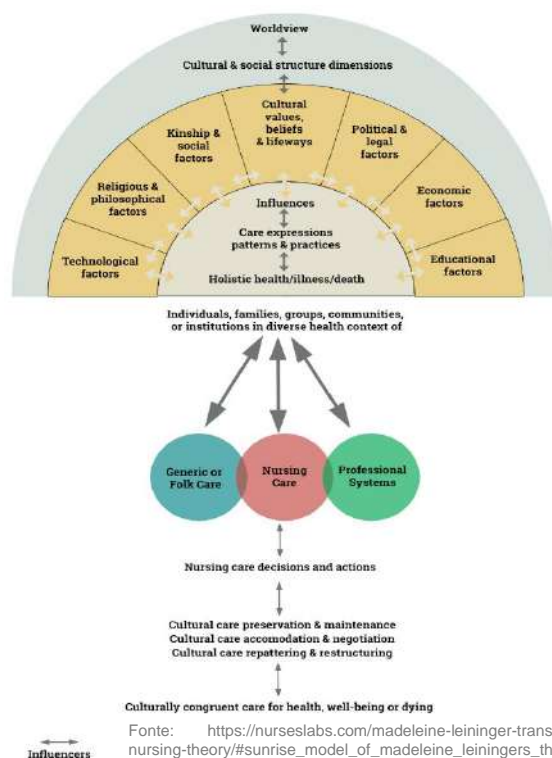 Worldview
Cultural & social structure dimensions
Cultural
values,
beliefs
& lifeways
Kinship &
social
factors
Political &
legal
factors
Religious &
philosophical
factors
Economic
factors
Technological
factors
Educational
factors
Influences
Care expressions
patterns & practices
Holistic health/illness/death
Individuals, families, groups, communities,
or institutions in diverse health context of
Generic or
Folk Care
Nursing
Care
Professional
Systems
Nursing care decisions and actions
Cultural care preservation & maintenance
Cultural care accomodation & negotiation
Cultural care repattering & restructuring
Culturally congruent care for health, well-being or dying
Influencers
Fonte: https://nurseslabs.com/madeleine-leininger-trans
nursing-theory/#sunrise_model_of_madeleine_leiningers_th